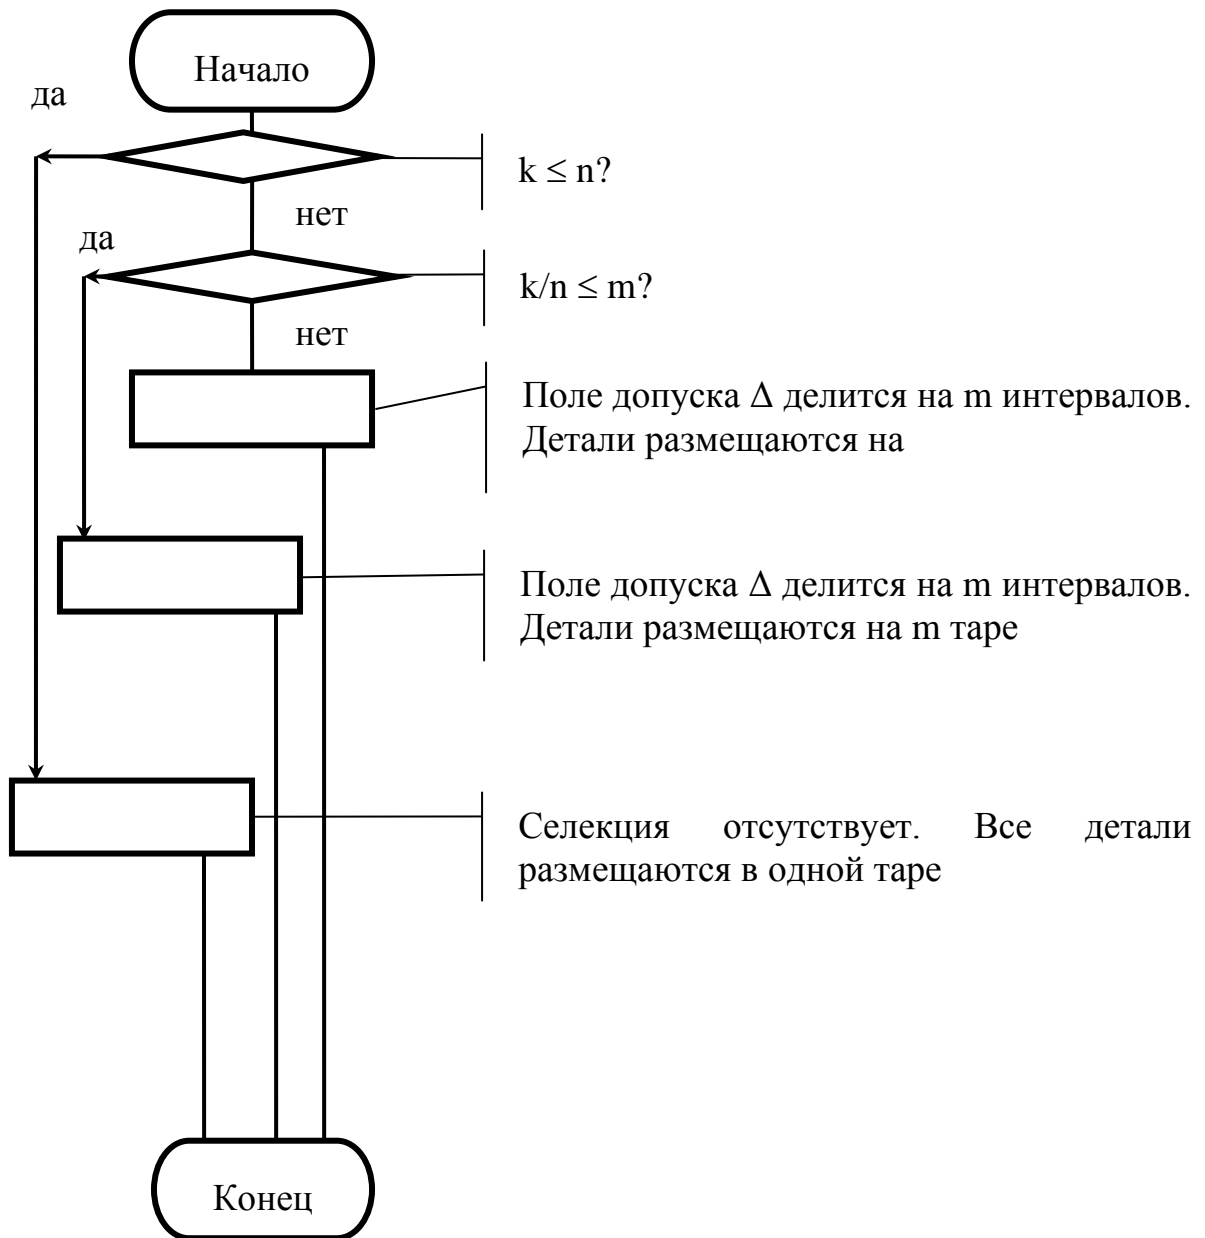 Начало
да
k ≤ n?
нет
да
k/n ≤ m?
нет
Поле допуска Δ делится на m интервалов.
Детали размещаются на
Поле допуска Δ делится на m интервалов.
Детали размещаются на m таре
Селекция отсутствует. Все детали
размещаются в одной таре
Конец